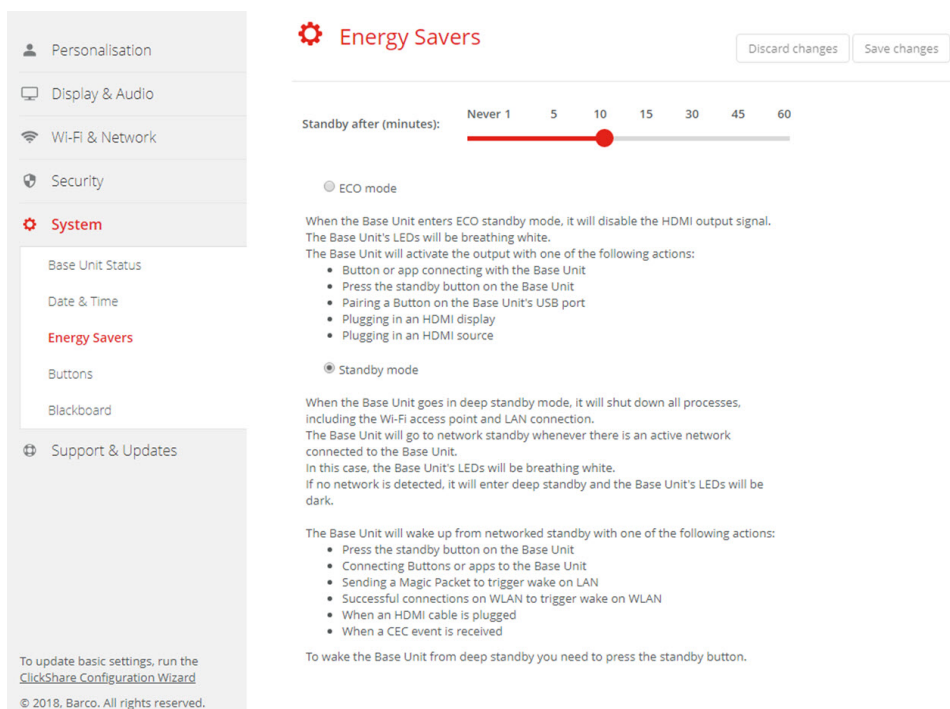 Personalisation
Display & Audio
Wi-Fi & Network
Security
System
Base Unit Status
Date & Time
Energy Savers
Buttons
Blackboard
Support & Updates
To update basic settings, run the
ClickShare Configuration Wizard
© 2018, Barco. All rights reserved.
Energy Savers
Discard changes
Save changes
Standby after (minutes):
Never 1 5 10 15 30 45 60
ECO mode
When the Base Unit enters ECO standby mode, it will disable the HDMI output signal.
The Base Unit's LEDs will be breathing white.
The Base Unit will activate the output with one of the following actions:
• Button or app connecting with the Base Unit
• Press the standby button on the Base Unit
• Pairing a Button on the Base Unit's USB port
• Plugging in an HDMI display
• Plugging in an HDMI source
Standby mode
When the Base Unit goes in deep standby mode, it will shut down all processes,
including the Wi-Fi access point and LAN connection.
The Base Unit will go to network standby whenever there is an active network
connected to the Base Unit.
In this case, the Base Unit's LEDs will be breathing white.
If no network is detected, it will enter deep standby and the Base Unit's LEDs will be
dark.
The Base Unit will wake up from networked standby with one of the following actions:
• Press the standby button on the Base Unit
• Connecting Buttons or apps to the Base Unit
• Sending a Magic Packet to trigger wake on LAN
• Successful connections on WLAN to trigger wake on WLAN
• When an HDMI cable is plugged
• When a CEC event is received
To wake the Base Unit from deep standby you need to press the standby button.